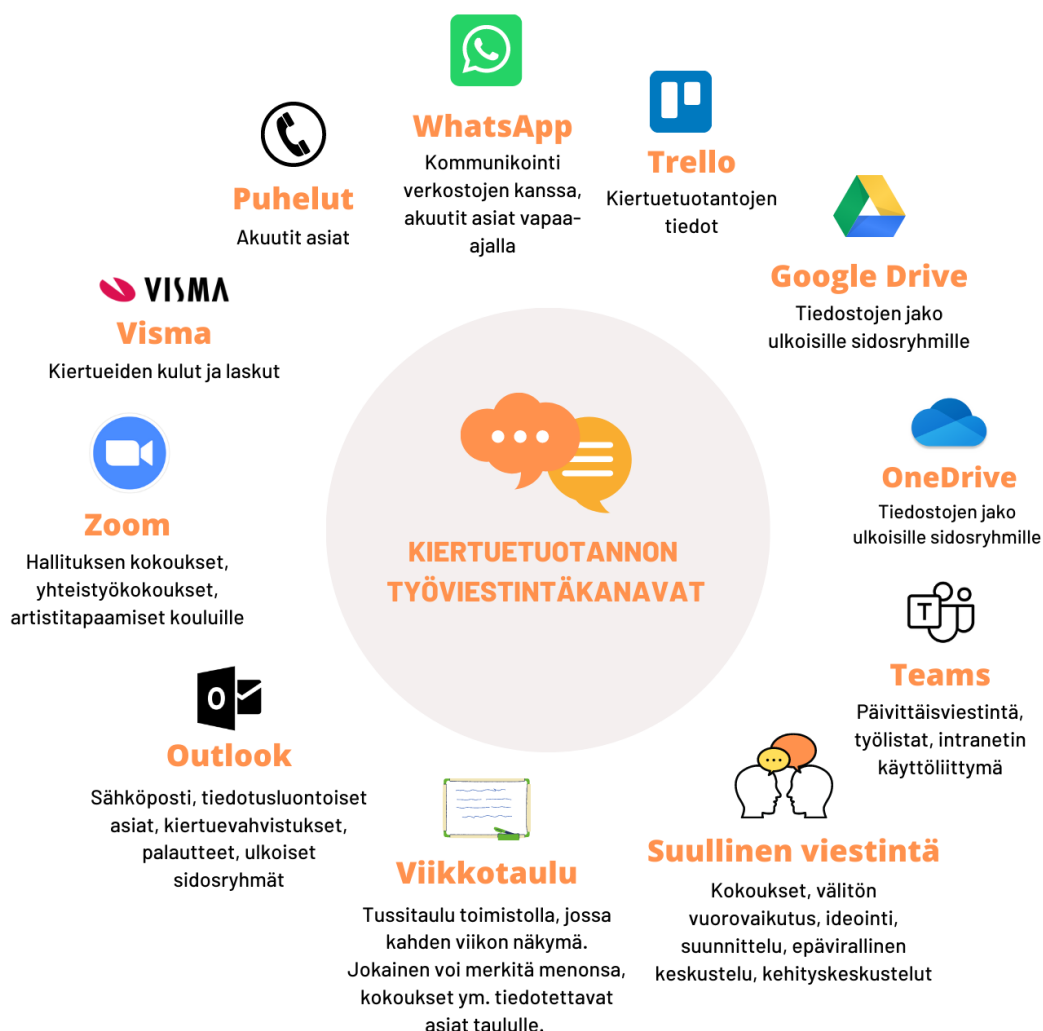 WhatsApp
Kommunikointi
verkostojen kanssa,
akuutit asiat vapaa-
ajalla
Trello
Kiertuetuotantojen
tiedot
Google Drive
Tiedostojen jako
ulkoisille sidosryhmille
OneDrive
Tiedostojen jako
ulkoisille sidosryhmille
T
Teams
Päivittäisviestintä,
työlistat, intranetin
käyttöliittymä
Suullinen viestintä
Kokoukset, välitön
vuorovaikutus, ideointi,
suunnittelu, epävirallinen
keskustelu, kehityskeskustelut
Viikkotaulu
Tussitaulu toimistolla, jossa
kahden viikon näkymä.
Jokainen voi merkitä menonsa,
kokoukset ym. tiedotettavat
asiat taululle.
O
Outlook
Sähköposti, tiedotusluontoiset
asiat, kiertuevahvistukset,
palautteet, ulkoiset
sidosryhmät
Zoom
Hallituksen kokoukset,
yhteistyökokoukset,
artistitapaamiset kouluille
VISMA
Visma
Kiertueiden kulut ja laskut
Puhelut
Akuutit asiat
KIERTUETUOTANNON
TYÖVIESTINTÄKANAVAT